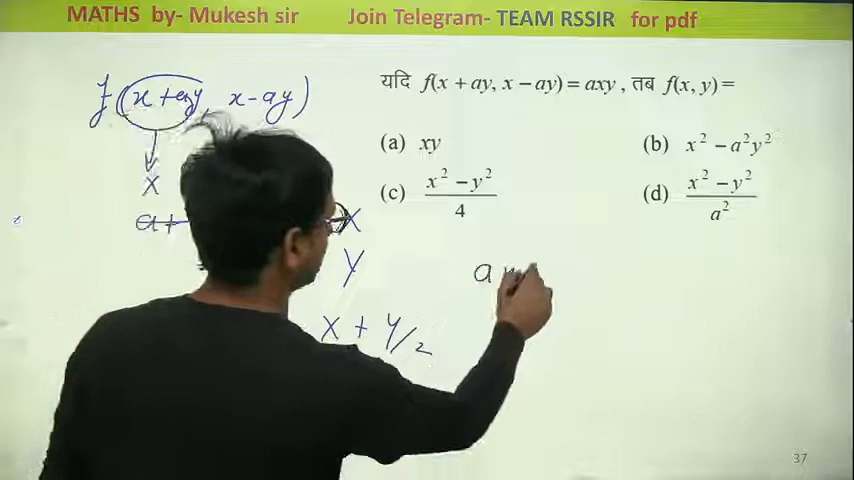 MATHS by- Mukesh sir Join Telegram- TEAM RSSIR for pdf
यदि f(x + ay, x − ay) = axy , तब f(x, y) =
(a) xy
(b) x² − a²y²
(c) x² − y² / 4
(d) x² − y² / a²
f(x + ay, x - ay)
X
X
Y
X + Y/2
a
37